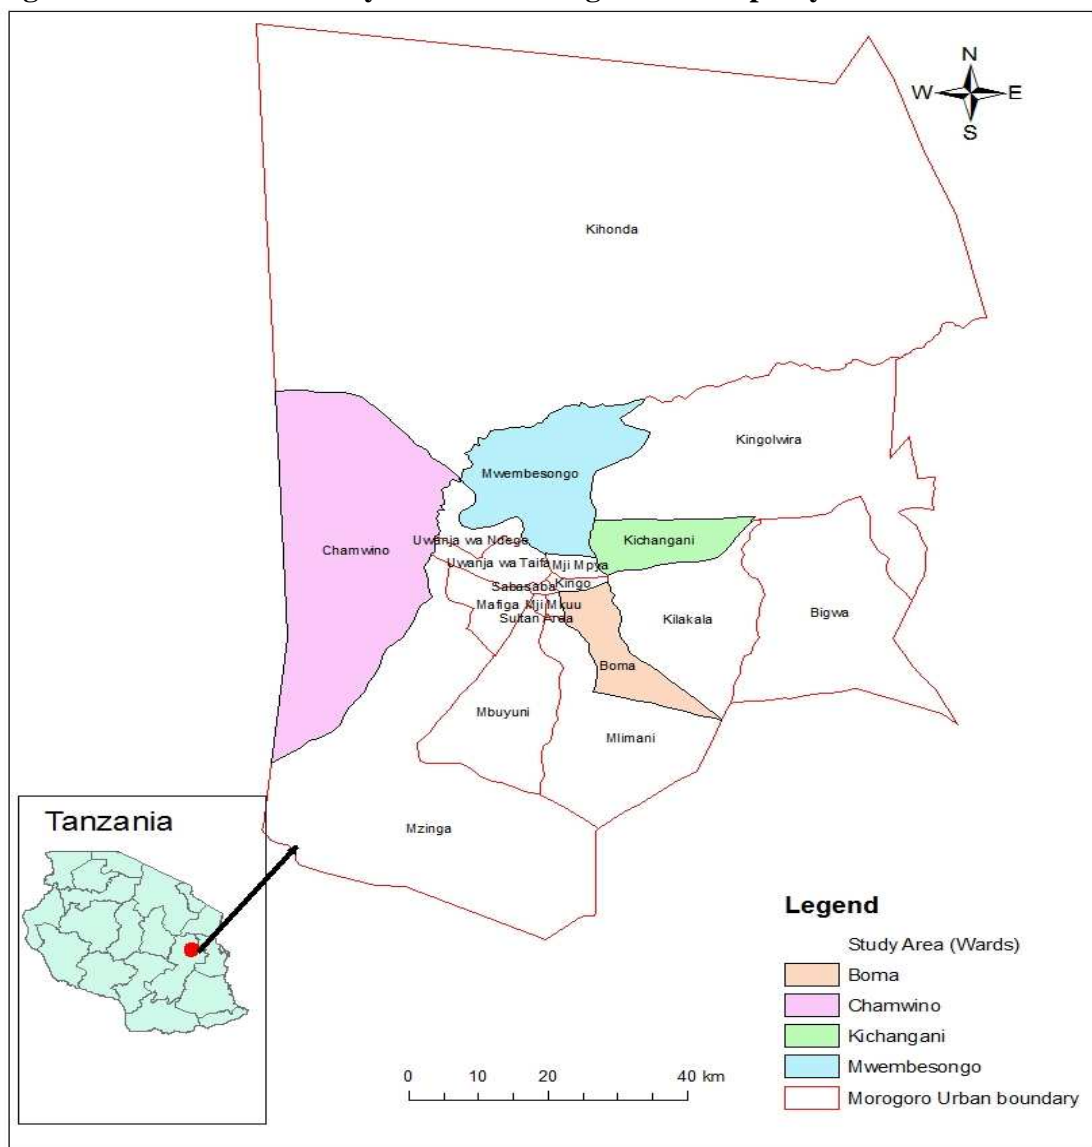 N
W E
S
Kihonda
Kingolwira
Mwembesongo
Uwanja wa Ndege
Kichangani
Chamwino
Uwanja wa Taifa
Mji Mpya
Sabasaba
Kingo
Mafiga
Mji Mkuu
Sultan Area
Kilakala
Bigwa
Boma
Mbuyuni
Mlimani
Mzinga
Tanzania
Legend
Study Area (Wards)
Boma
Chamwino
Kichangani
Mwembesongo
Morogoro Urban boundary
0 10 20 40 km